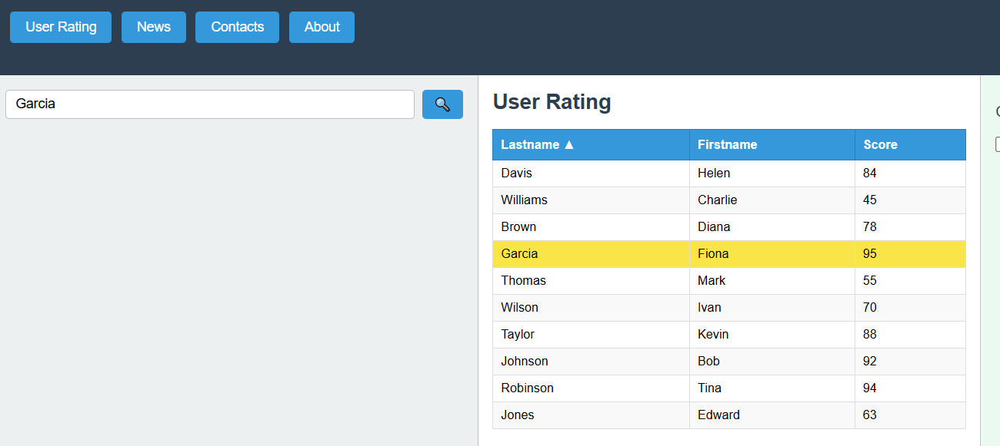 User Rating News Contacts About
Garcia
User Rating
Lastname ▲ Firstname Score
Davis Helen 84
Williams Charlie 45
Brown Diana 78
Garcia Fiona 95
Thomas Mark 55
Wilson Ivan 70
Taylor Kevin 88
Johnson Bob 92
Robinson Tina 94
Jones Edward 63